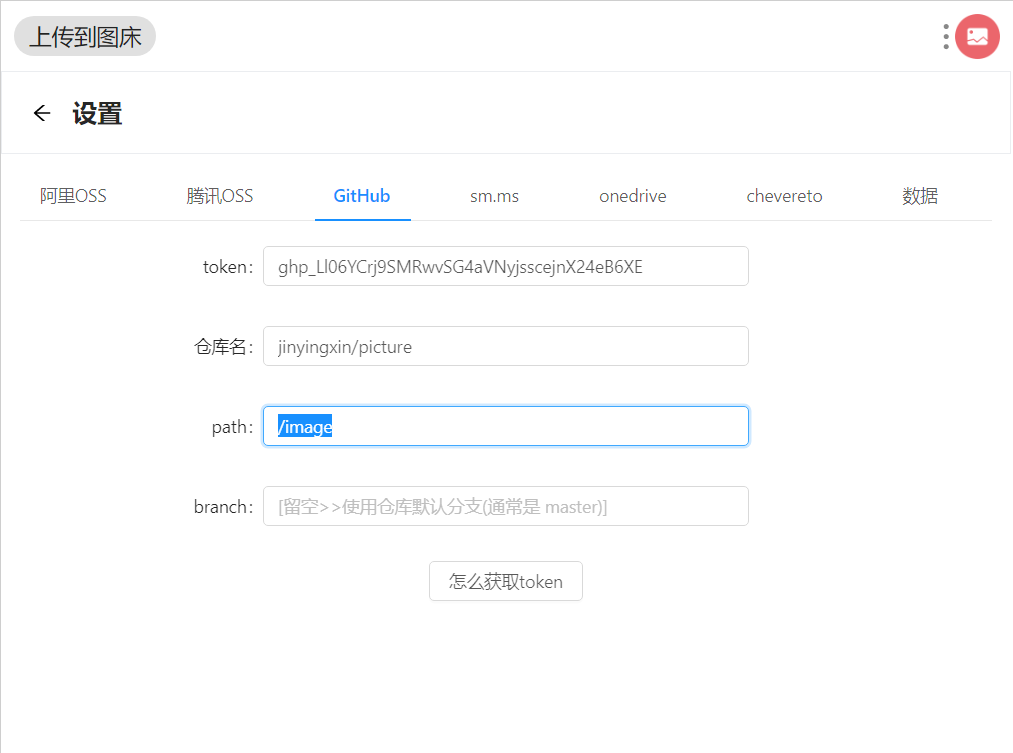 上传到图床
设置
阿里OSS 腾讯OSS GitHub sm.ms onedrive chevereto 数据
token: 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
仓库名: jinyingxin/picture
path: /image
branch: [留空>>使用仓库默认分支(通常是 master)]
怎么获取token